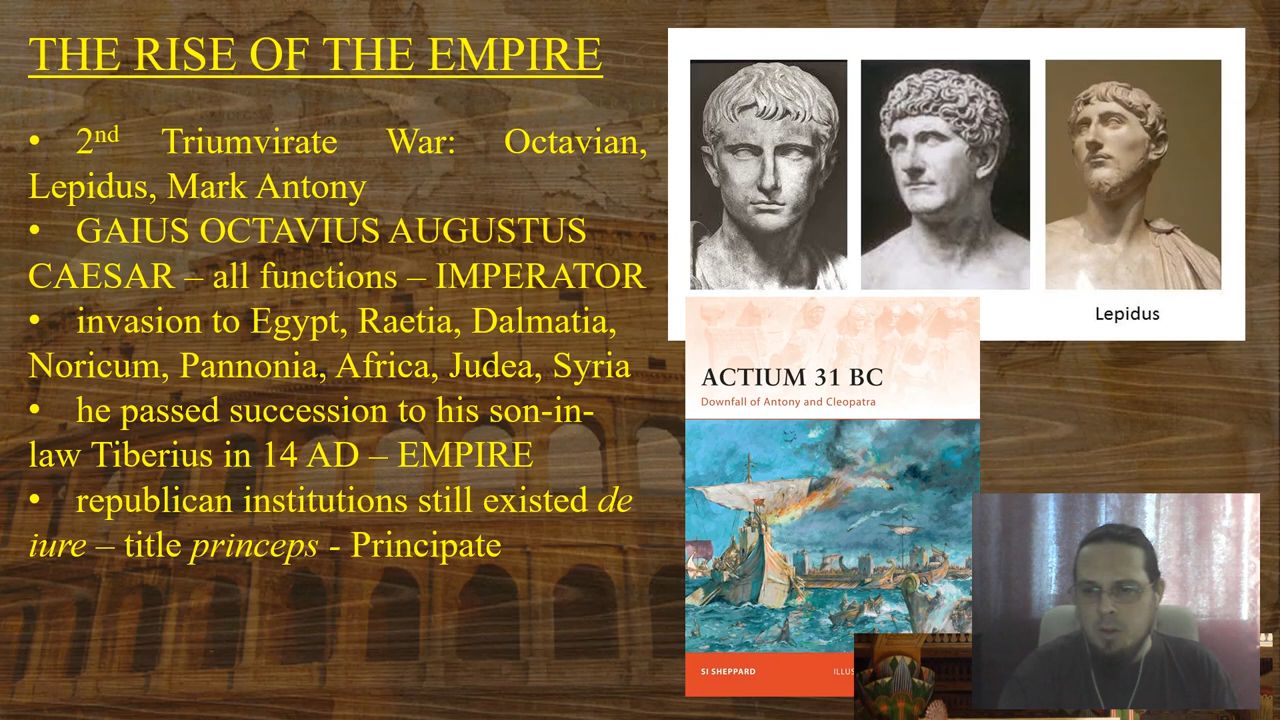 THE RISE OF THE EMPIRE
• 2nd Triumvirate War: Octavian,
Lepidus, Mark Antony
• GAIUS OCTAVIUS AUGUSTUS
CAESAR – all functions – IMPERATOR
• invasion to Egypt, Raetia, Dalmatia,
Noricum, Pannonia, Africa, Judea, Syria
• he passed succession to his son-in-
law Tiberius in 14 AD – EMPIRE
• republican institutions still existed de
iure – title princeps - Principate
Lepidus
ACTIUM 31 BC
Downfall of Antony and Cleopatra
SI SHEPPARD